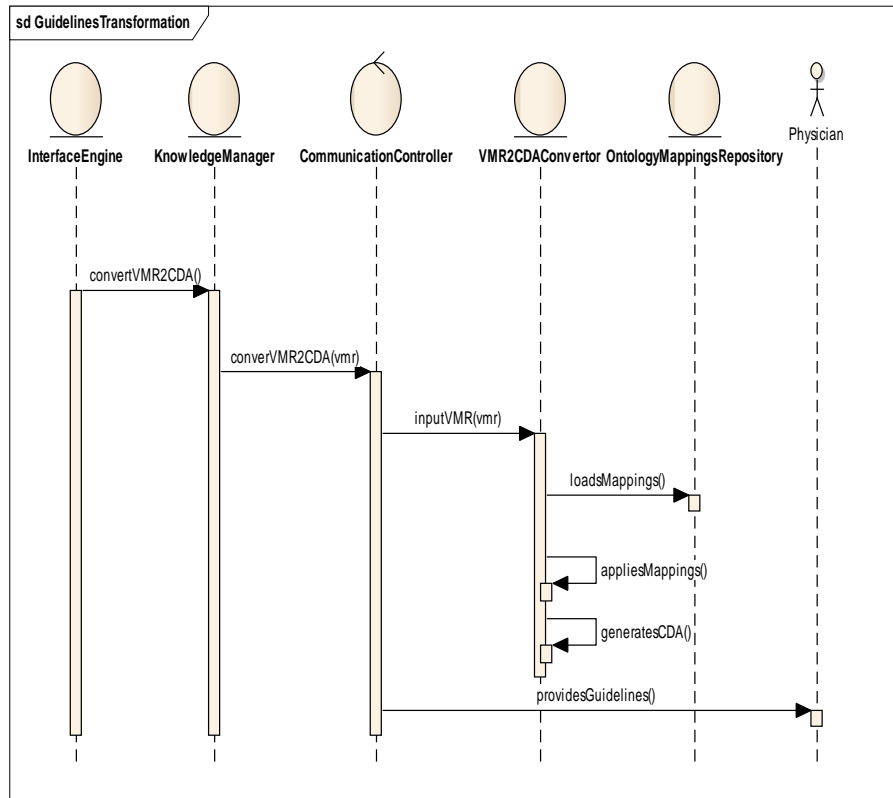 sd GuidelinesTransformation
InterfaceEngine
KnowledgeManager
CommunicationController
VMR2CDAConvertor
OntologyMappingsRepository
Physician
convertVMR2CDA()
converVMR2CDA(vmr)
inputVMR(vmr)
loadsMappings()
appliesMappings()
generatesCDA()
providesGuidelines()